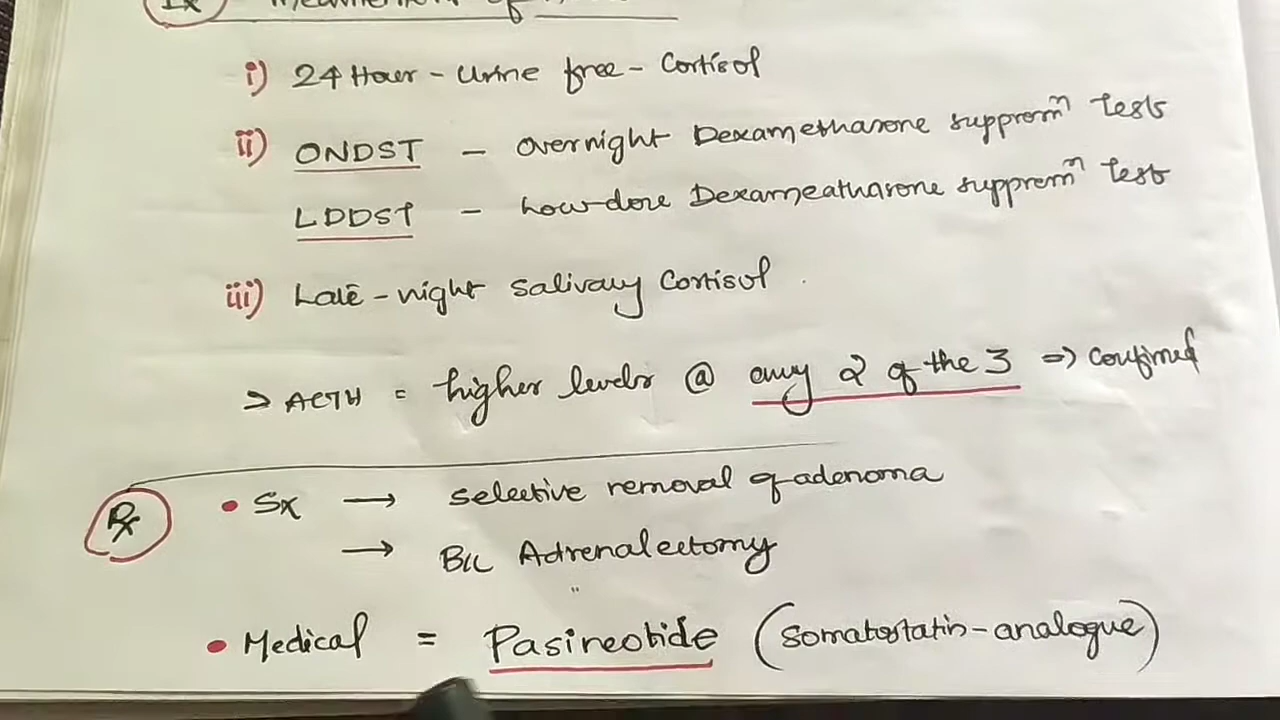 i) 24 Hour - Urine free - Cortisol
ii) ONDST - overnight Dexamethasone suppressⁿ tests
LDDST - Low-dose Dexameathasone suppressⁿ test
iii) Late-night salivary Cortisol.
⇒ ACTH = higher levels @ any 2 of the 3 ⇒ Confirmed
Rx • Sx → selective removal of adenoma
→ B/L Adrenalectomy
• Medical = Pasireotide (somatostatin-analogue)